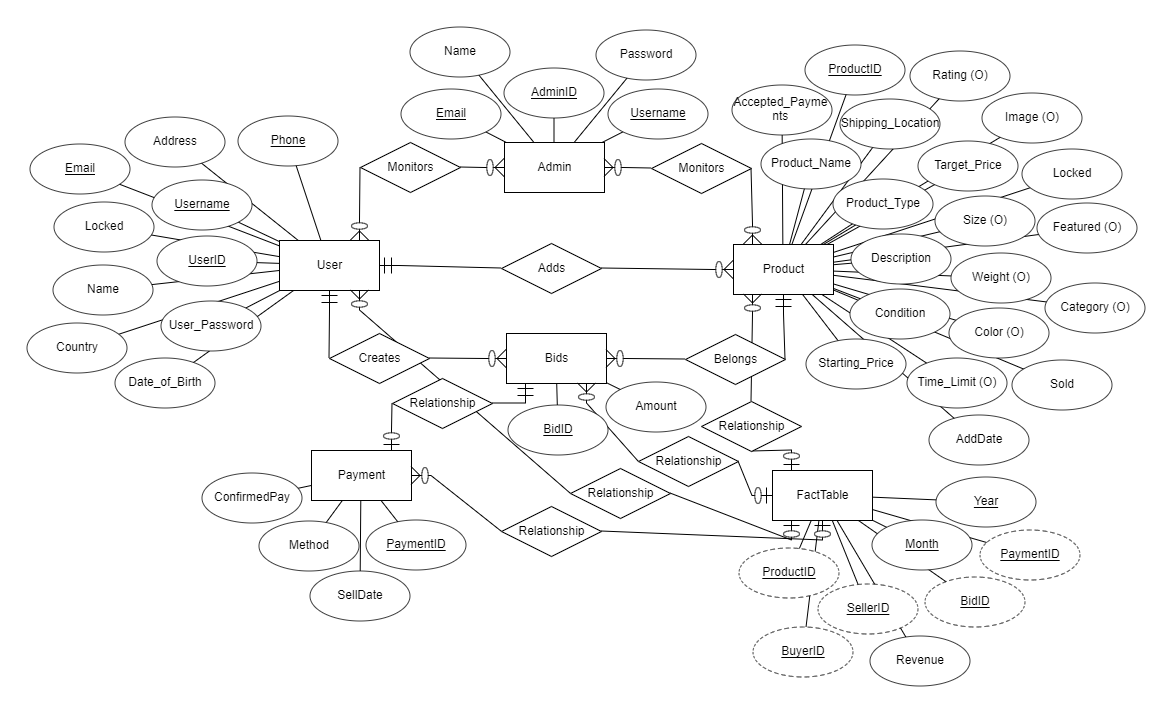 Name
Password
AdminID
Email
Username
Admin
Monitors
Monitors
Phone
Address
Email
Username
Locked
UserID
Name
User_Password
Country
Date_of_Birth
User
Adds
Product
ProductID
Rating (O)
Accepted_Payme
nts
Shipping_Location
Image (O)
Product_Name
Target_Price
Locked
Product_Type
Size (O)
Featured (O)
Description
Weight (O)
Condition
Category (O)
Color (O)
Starting_Price
Time_Limit (O)
Sold
AddDate
Creates
Bids
Belongs
BidID
Amount
Relationship
Relationship
Relationship
Relationship
Relationship
Payment
ConfirmedPay
Method
PaymentID
SellDate
FactTable
Year
Month
PaymentID
ProductID
SellerID
BidID
BuyerID
Revenue